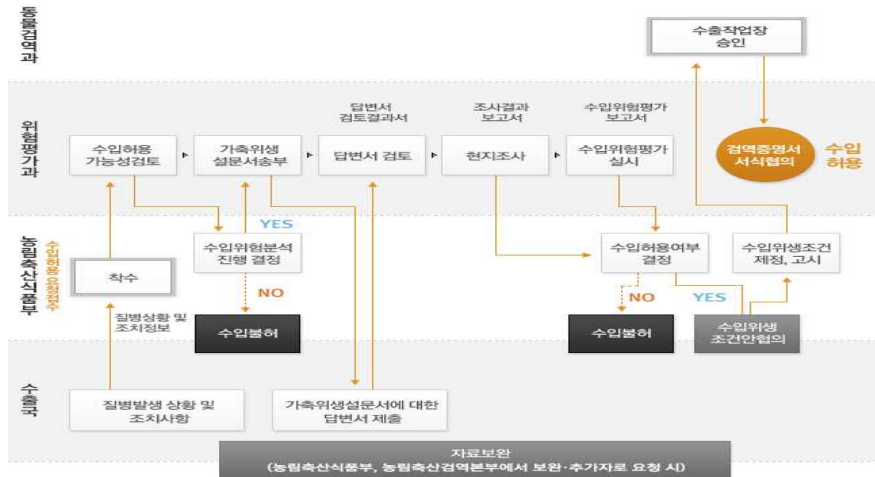 동물검역과
수출작업장
승인
위험평가과
답변서
검토결과서
조사결과
보고서
수입위험평가
보고서
수입허용
가능성검토
가축위생
설문서송부
답변서 검토
현지조사
수입위험평가
실시
검역증명서
서식협의
수입
허용
농림축산식품부
수입허용 요청접수
YES
착수
수입위험분석
진행 결정
수입허용여부
결정
수입위생조건
제정, 고시
NO
NO
YES
질병상황 및
조치정보
수입불허
수입불허
수입위생
조건안협의
수출국
질병발생 상황 및
조치사항
가축위생설문서에 대한
답변서 제출
자료보완
(농림축산식품부, 농림축산검역본부에서 보완·추가자로 요청 시)